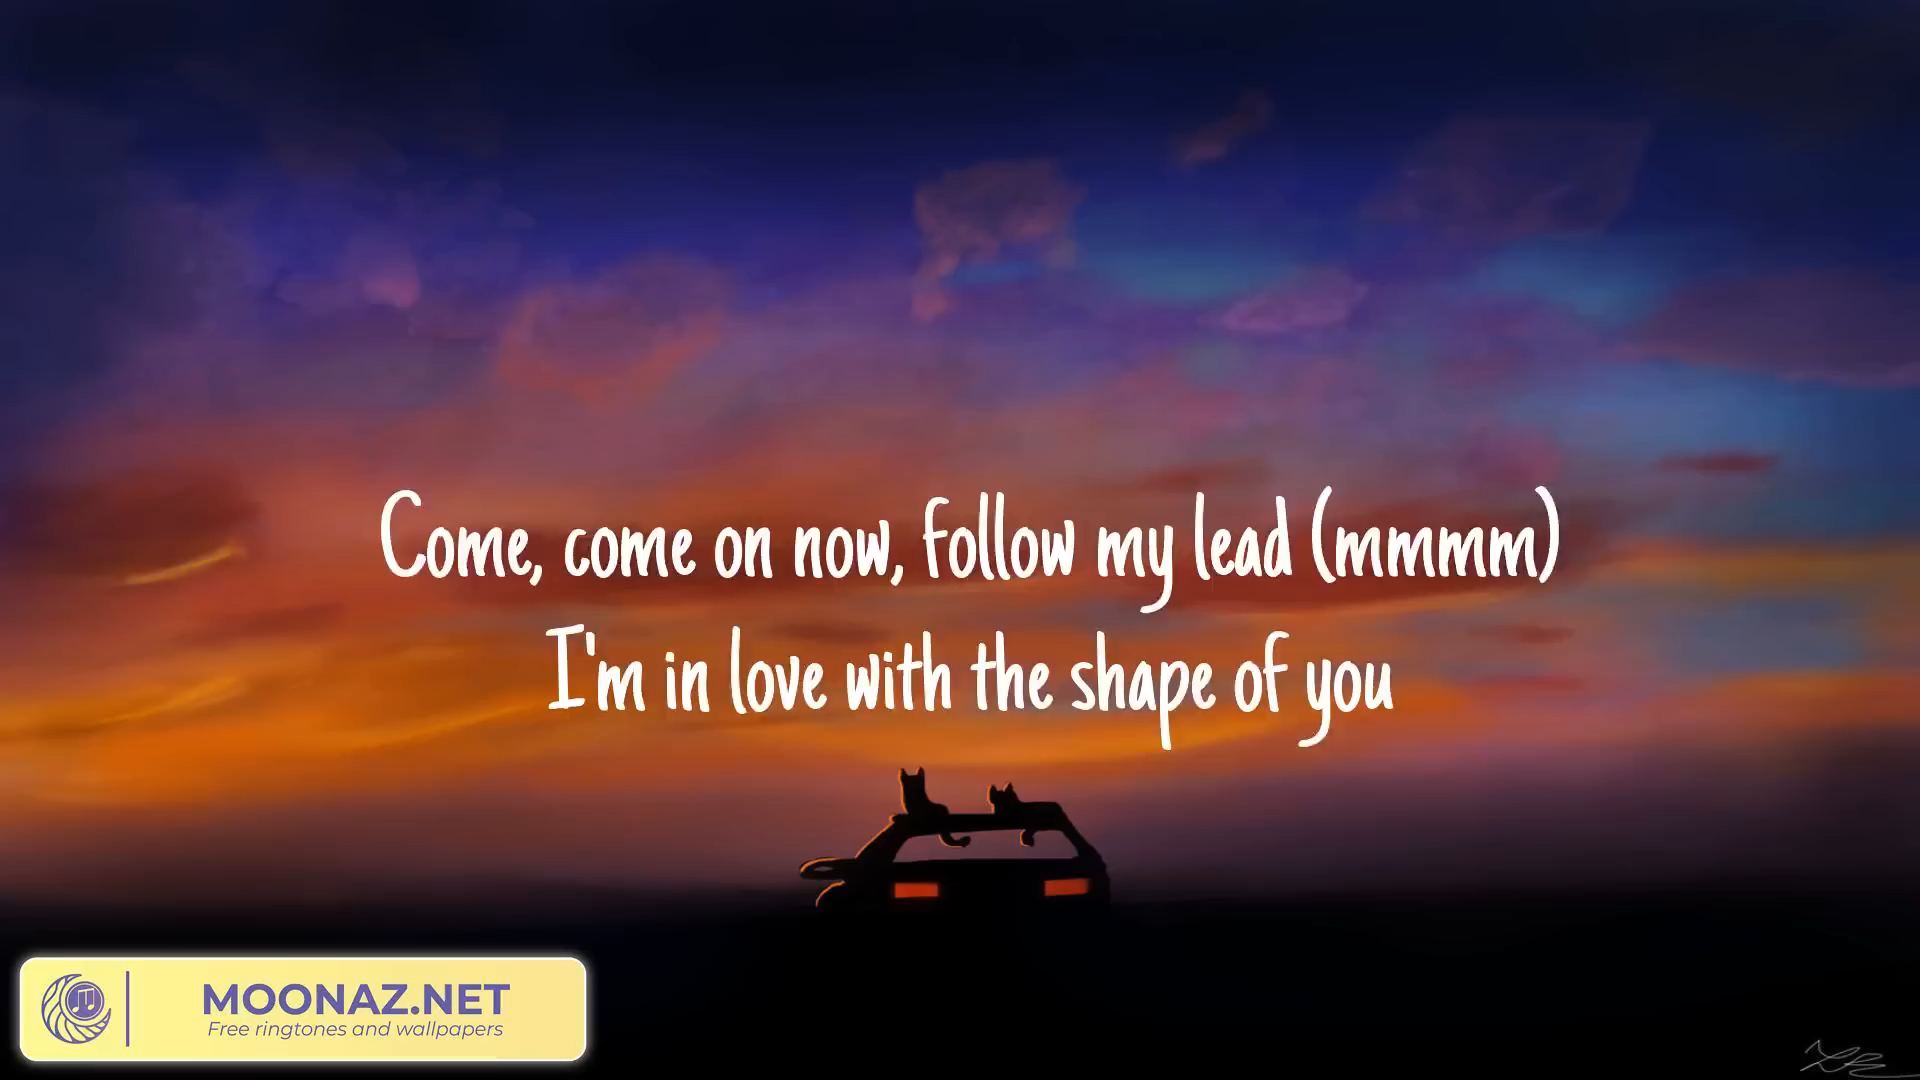 Come, come on now, follow my lead (mmmm)
I'm in love with the shape of you
MOONAZ.NET
Free ringtones and wallpapers